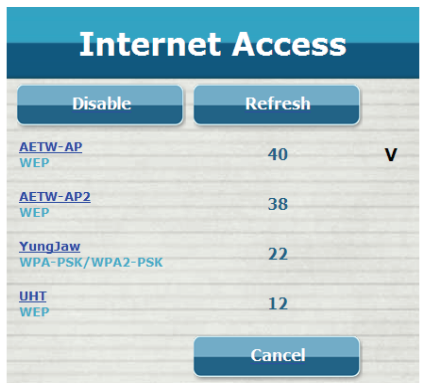 Internet Access
Disable Refresh
AETW-AP 40 V
WEP
AETW-AP2 38
WEP
YungJaw 22
WPA-PSK/WPA2-PSK
UHT 12
WEP
Cancel